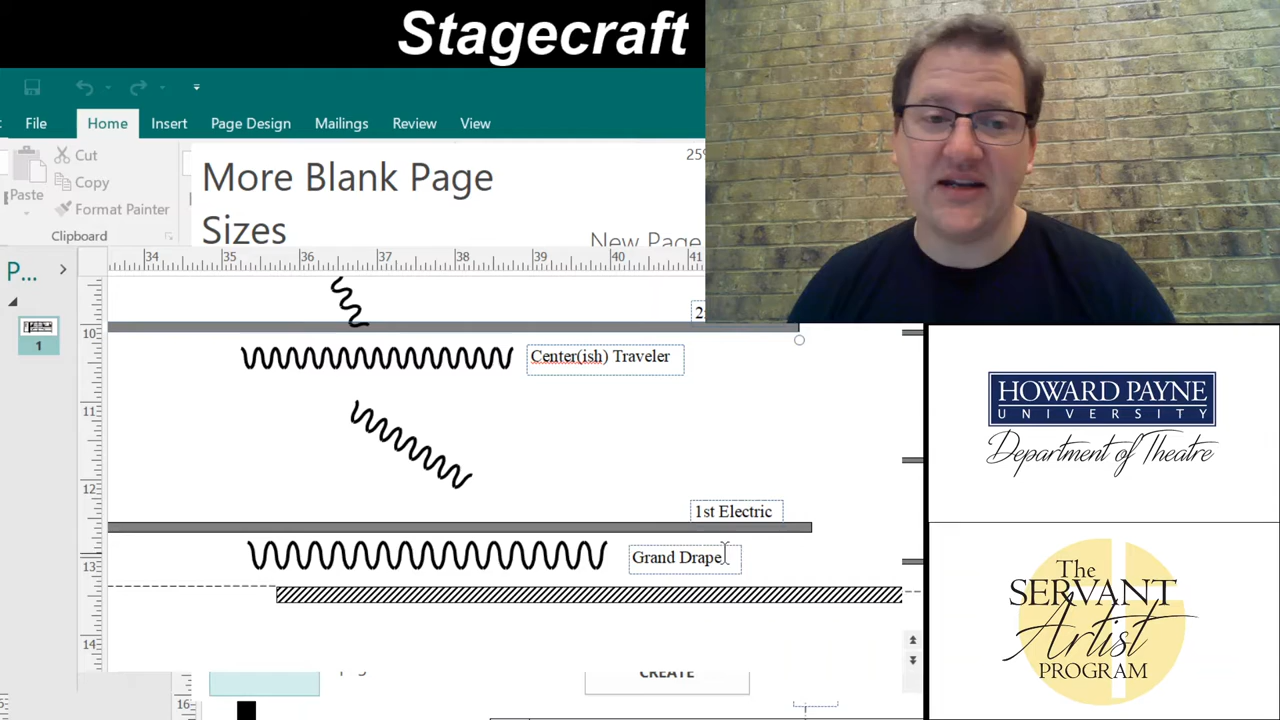 Stagecraft
File Home Insert Page Design Mailings Review View
Cut
Copy
Paste
Format Painter
Clipboard
More Blank Page
Sizes
25
New Page
P...
34 35 36 37 38 39 40 41
1
10
Center(ish) Traveler
11
12
1st Electric
Grand Drape
13
14
CREATE
16
HOWARD PAYNE
UNIVERSITY
Department of Theatre
The
SERVANT
Artist
PROGRAM